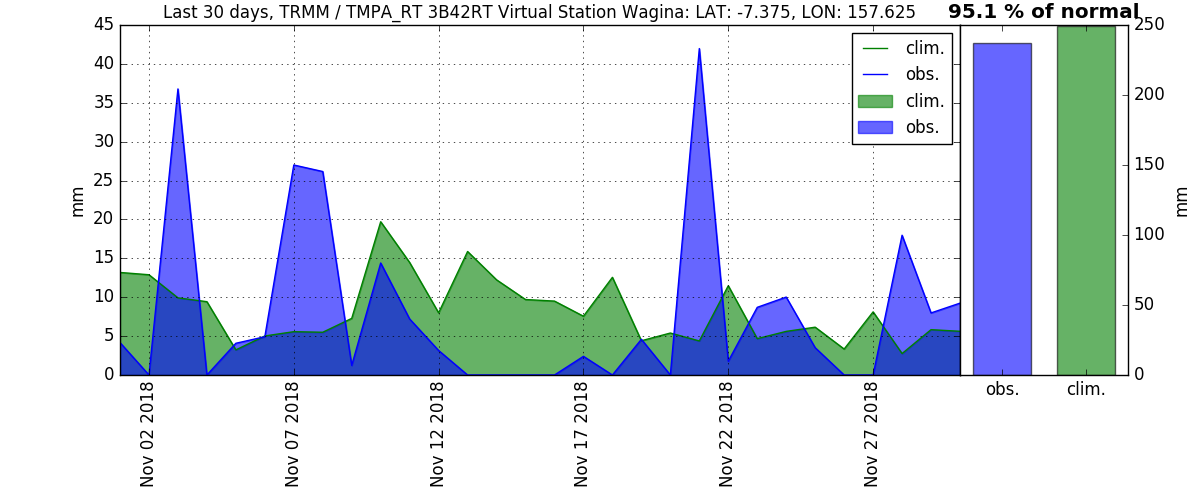 Last 30 days, TRMM / TMPA_RT 3B42RT Virtual Station Wagina: LAT: -7.375, LON: 157.625
95.1 % of normal
45
40
35
30
25
20
15
10
5
0
mm
clim.
obs.
clim.
obs.
Nov 02 2018
Nov 07 2018
Nov 12 2018
Nov 17 2018
Nov 22 2018
Nov 27 2018
250
200
150
100
50
0
mm
obs.
clim.